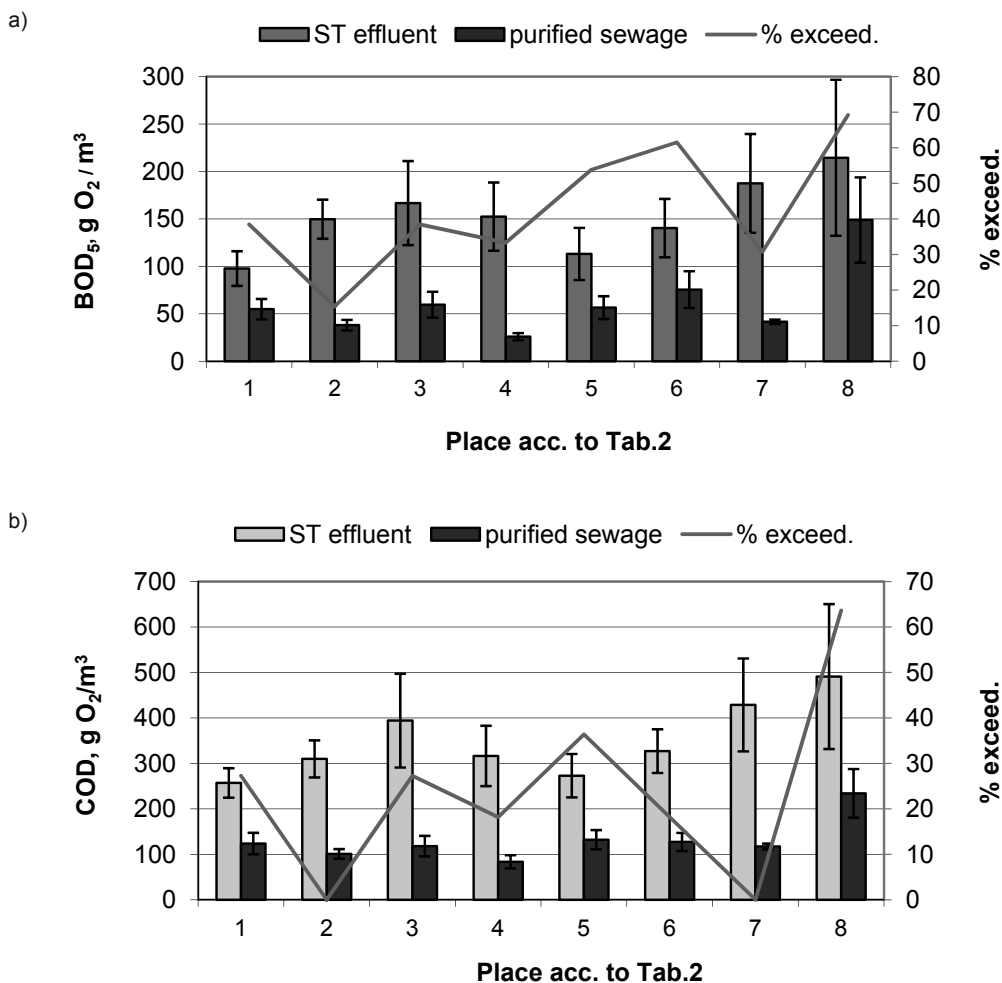 a)
ST effluent purified sewage % exceed.
300 80
250 70
200 60
150 50
100 40
50 30
0 20
10
0
BOD₅, g O₂ / m³
% exceed.
1 2 3 4 5 6 7 8
Place acc. to Tab.2
b)
ST effluent purified sewage % exceed.
700 70
600 60
500 50
400 40
300 30
200 20
100 10
0 0
COD, g O₂/m³
% exceed.
1 2 3 4 5 6 7 8
Place acc. to Tab.2